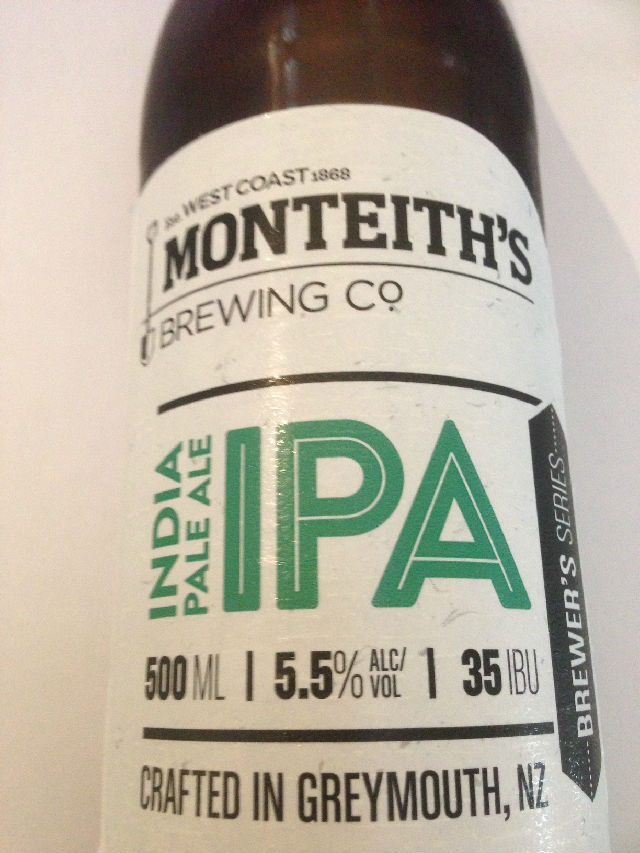 Est. WEST COAST 1868
MONTEITH'S
BREWING CO
INDIA
PALE ALE
IPA
BREWER'S SERIES
500 ML | 5.5% ALC/VOL | 35 IBU
CRAFTED IN GREYMOUTH, NZ